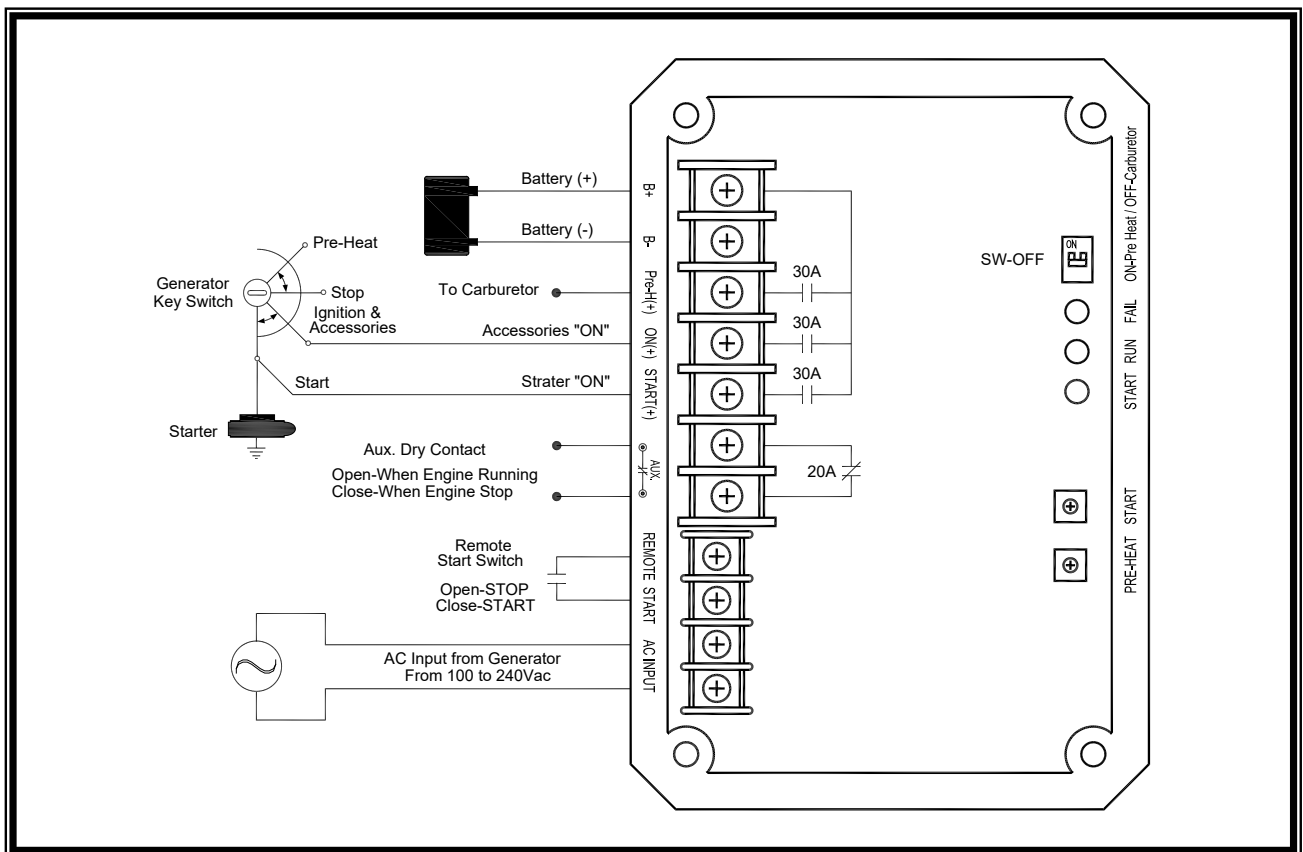 Battery (+)
Battery (-)
Pre-Heat
Generator
Key Switch
Stop
Ignition &
Accessories
To Carburetor
Accessories "ON"
Start
Strater "ON"
Starter
Aux. Dry Contact
Open-When Engine Running
Close-When Engine Stop
Remote
Start Switch
Open-STOP
Close-START
AC Input from Generator
From 100 to 240Vac
B+
B-
Pre-H(+)
ON(+)
START(+)
AUX.
REMOTE START
AC INPUT
30A
30A
30A
20A
SW-OFF
ON
ON-Pre Heat / OFF-Carburetor
FAIL
RUN
START
START
PRE-HEAT